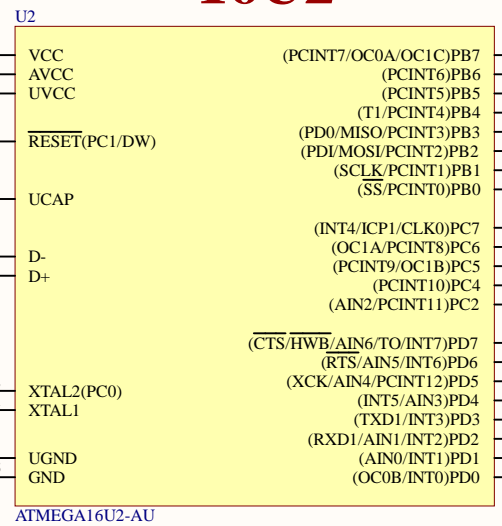 16U2
U2
VCC
AVCC
UVCC
RESET(PC1/DW)
UCAP
D-
D+
XTAL2(PC0)
XTAL1
UGND
GND
(PCINT7/OC0A/OC1C)PB7
(PCINT6)PB6
(PCINT5)PB5
(T1/PCINT4)PB4
(PD0/MISO/PCINT3)PB3
(PDI/MOSI/PCINT2)PB2
(SCLK/PCINT1)PB1
(SS/PCINT0)PB0
(INT4/ICP1/CLK0)PC7
(OC1A/PCINT8)PC6
(PCINT9/OC1B)PC5
(PCINT10)PC4
(AIN2/PCINT11)PC2
(CTS/HWB/AIN6/TO/INT7)PD7
(RTS/AIN5/INT6)PD6
(XCK/AIN4/PCINT12)PD5
(INT5/AIN3)PD4
(TXD1/INT3)PD3
(RXD1/AIN1/INT2)PD2
(AIN0/INT1)PD1
(OC0B/INT0)PD0
ATMEGA16U2-AU